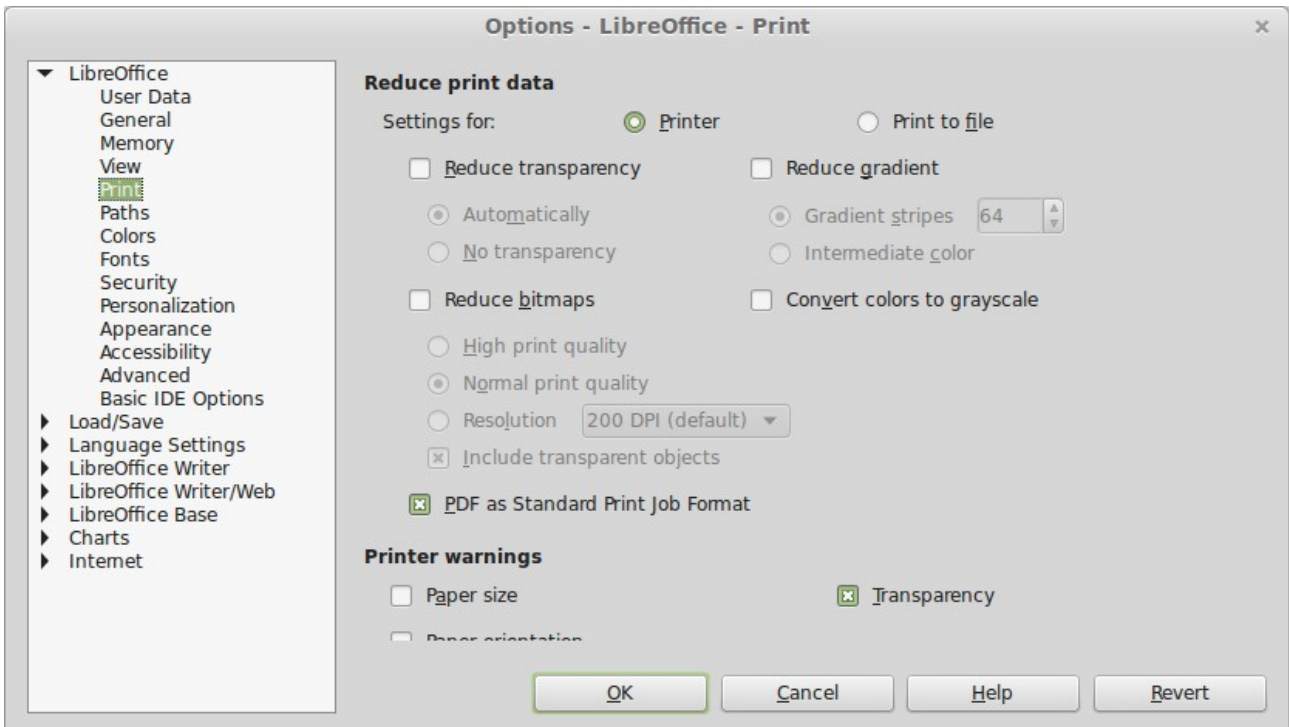 Options - LibreOffice - Print
LibreOffice
User Data
General
Memory
View
Print
Paths
Colors
Fonts
Security
Personalization
Appearance
Accessibility
Advanced
Basic IDE Options
Load/Save
Language Settings
LibreOffice Writer
LibreOffice Writer/Web
LibreOffice Base
Charts
Internet
Reduce print data
Settings for: Printer Print to file
Reduce transparency Reduce gradient
Automatically Gradient stripes 64
No transparency Intermediate color
Reduce bitmaps Convert colors to grayscale
High print quality
Normal print quality
Resolution 200 DPI (default)
Include transparent objects
PDF as Standard Print Job Format
Printer warnings
Paper size Transparency
Paper orientation
OK Cancel Help Revert